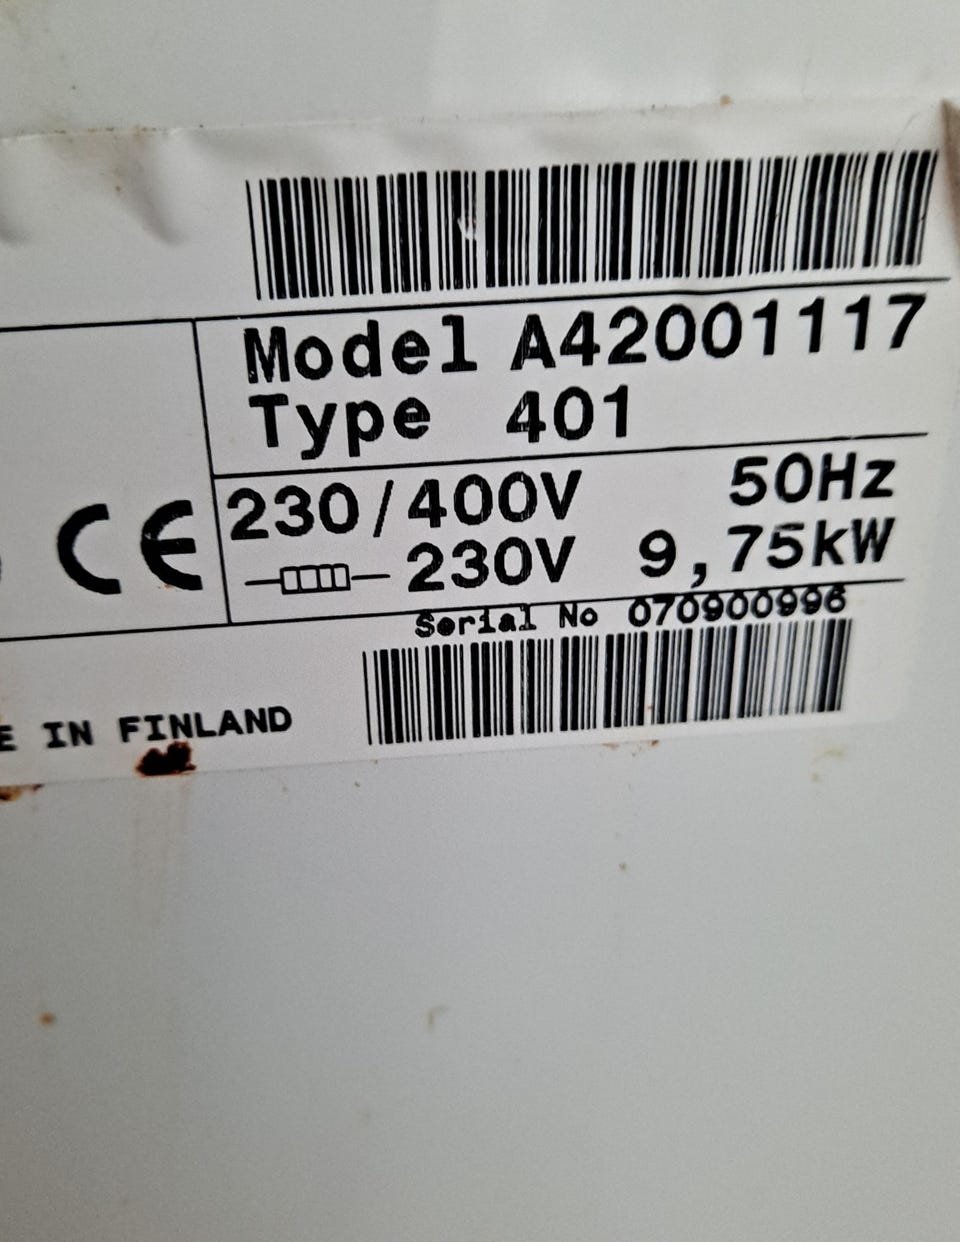 Model A42001117
Type 401
CE
230/400V 50Hz
230V 9,75kW
Serial No 070900996
E IN FINLAND